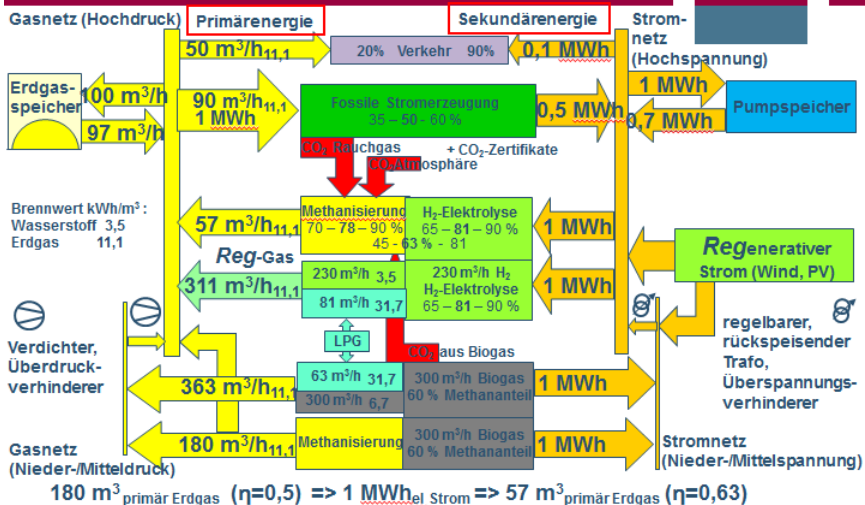 Gasnetz (Hochdruck)
Primärenergie
Sekundärenergie
Strom-
netz
(Hochspannung)
50 m³/h11,1
20% Verkehr 90%
0,1 MWh
Erdgas-
speicher
100 m³/h
97 m³/h
90 m³/h11,1
1 MWh
Fossile Stromerzeugung
35 – 50 - 60 %
0,5 MWh
1 MWh
0,7 MWh
Pumpspeicher
CO2 Rauchgas
+ CO2-Zertifikate
CO2Atmosphäre
Brennwert kWh/m³ :
Wasserstoff 3,5
Erdgas 11,1
57 m³/h11,1
Methanisierung
70 – 78 – 90 %
H2-Elektrolyse
65 – 81 – 90 %
45 - 63 % - 81
1 MWh
Reg-Gas
311 m³/h11,1
230 m³/h 3,5
81 m³/h 31,7
230 m³/h H2
H2-Elektrolyse
65 – 81 – 90 %
1 MWh
Regenerativer
Strom (Wind, PV)
LPG
CO2 aus Biogas
Verdichter,
Überdruck-
verhinderer
regelbarer,
rückspeisender
Trafo,
Überspannungs-
verhinderer
363 m³/h11,1
63 m³/h 31,7
300 m³/h 6,7
300 m³/h Biogas
60 % Methananteil
1 MWh
180 m³/h11,1
Methanisierung
300 m³/h Biogas
60 % Methananteil
1 MWh
Gasnetz
(Nieder-/Mitteldruck)
Stromnetz
(Nieder-/Mittelspannung)
180 m³ primär Erdgas (η=0,5) => 1 MWhel Strom => 57 m³ primär Erdgas (η=0,63)